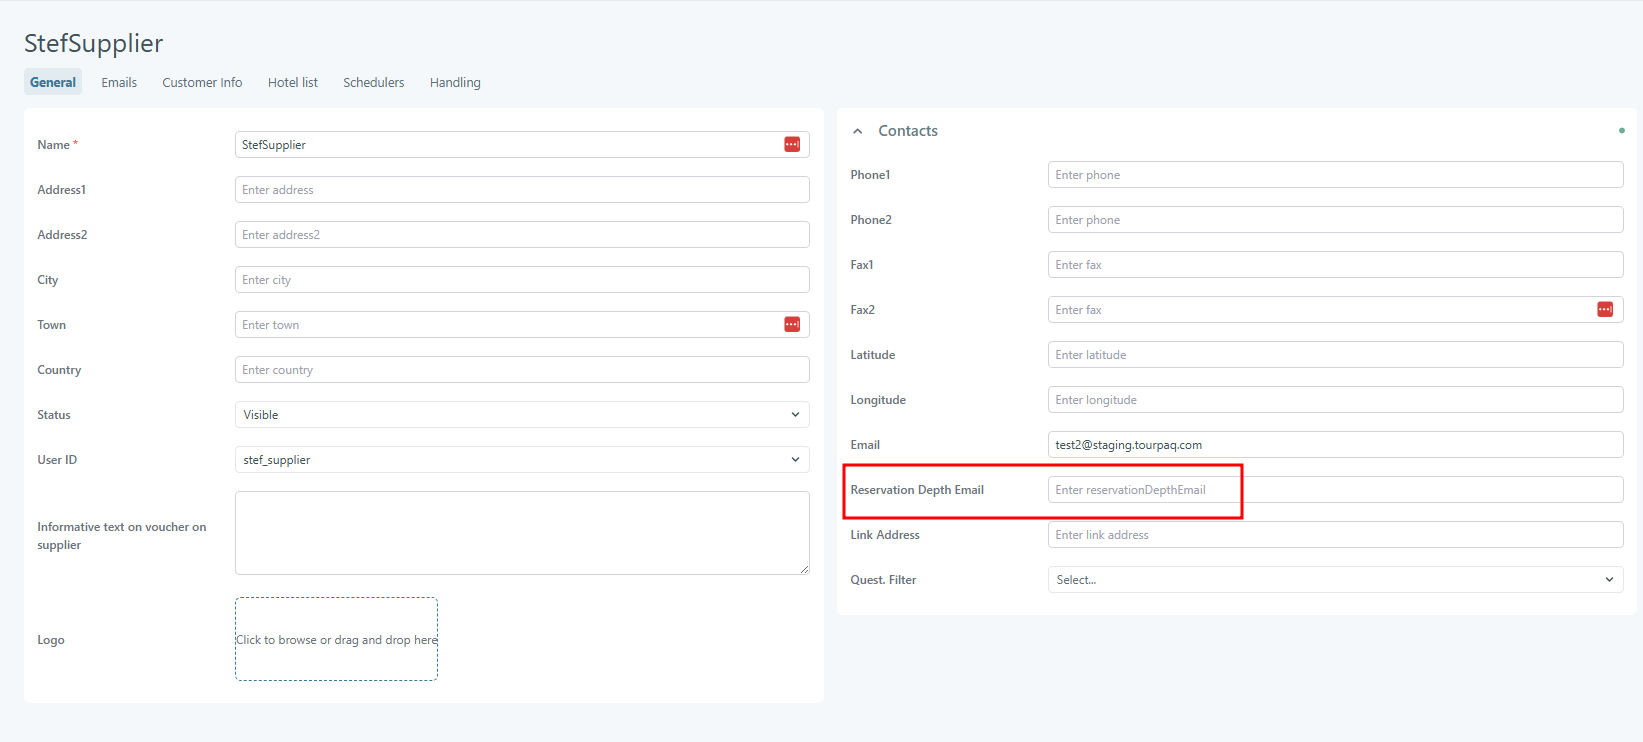 StefSupplier
General Emails Customer Info Hotel list Schedulers Handling
Name * StefSupplier
Address1 Enter address
Address2 Enter address2
City Enter city
Town Enter town
Country Enter country
Status Visible
User ID stef_supplier
Informative text on voucher on
supplier
Logo Click to browse or drag and drop here
Contacts
Phone1 Enter phone
Phone2 Enter phone
Fax1 Enter fax
Fax2 Enter fax
Latitude Enter latitude
Longitude Enter longitude
Email test2@staging.tourpaq.com
Reservation Depth Email Enter reservationDepthEmail
Link Address Enter link address
Quest. Filter Select...